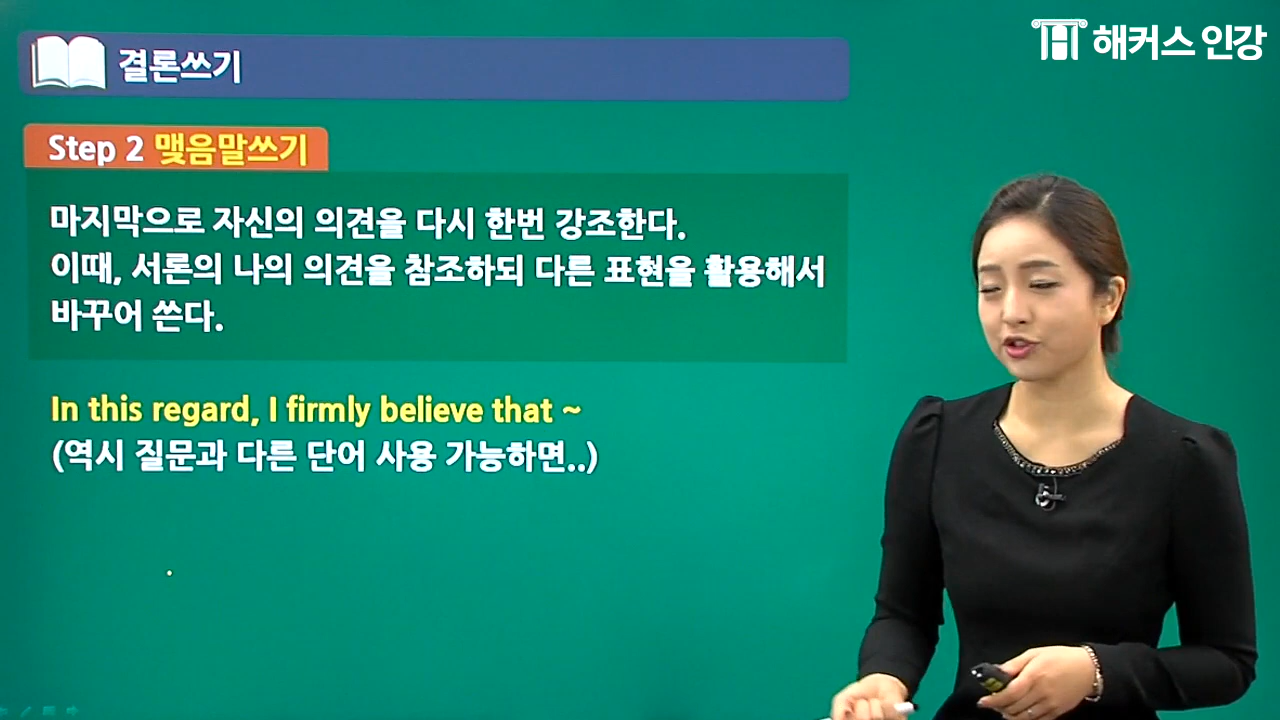 해커스 인강
결론쓰기
Step 2 맺음말쓰기
마지막으로 자신의 의견을 다시 한번 강조한다.
이때, 서론의 나의 의견을 참조하되 다른 표현을 활용해서
바꾸어 쓴다.
In this regard, I firmly believe that ~
(역시 질문과 다른 단어 사용 가능하면..)